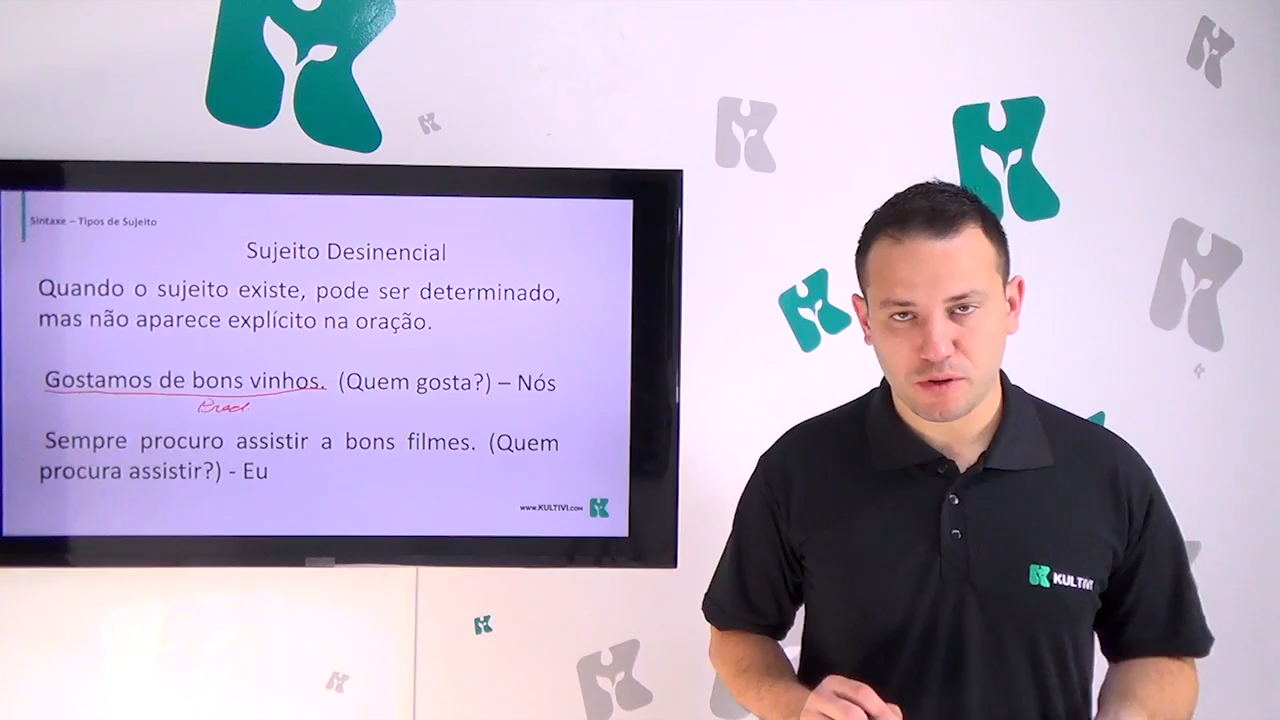 Sintaxe – Tipos de Sujeito
Sujeito Desinencial
Quando o sujeito existe, pode ser determinado,
mas não aparece explícito na oração.
Gostamos de bons vinhos. (Quem gosta?) – Nós
Sempre procuro assistir a bons filmes. (Quem
procura assistir?) - Eu
www.KULTIVI.com
KULTIVI